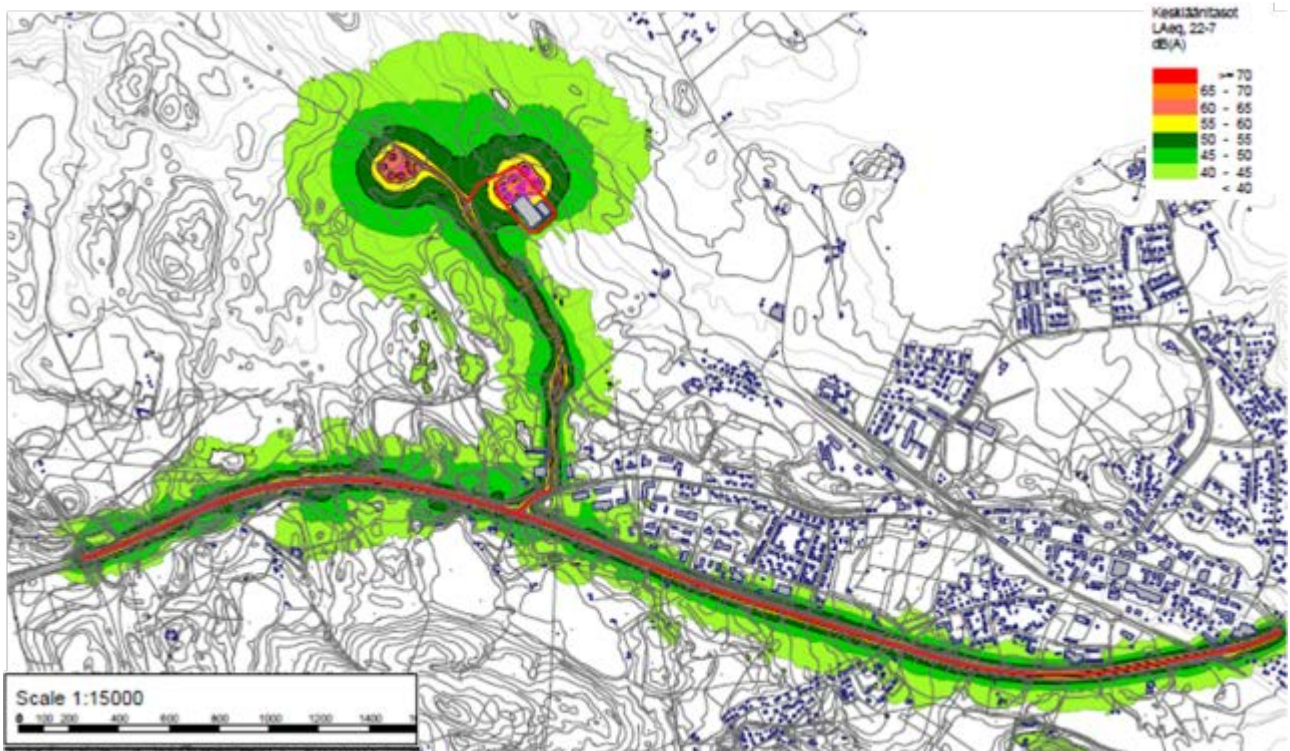 Keskiäänitasot
LAeq, 22-7
dB(A)
>= 70
65 - 70
60 - 65
55 - 60
50 - 55
45 - 50
40 - 45
< 40
Scale 1:15000
0 100 200 400 600 800 1000 1200 1400